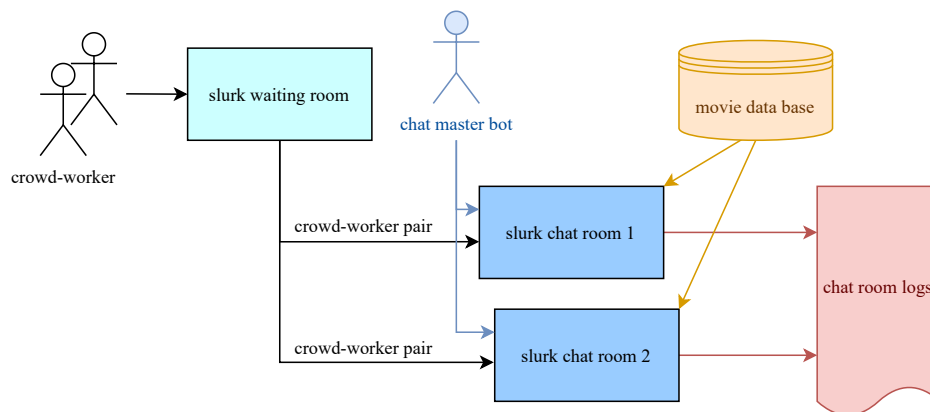 slurk waiting room
movie data base
chat master bot
crowd-worker
crowd-worker pair
slurk chat room 1
chat room logs
crowd-worker pair
slurk chat room 2